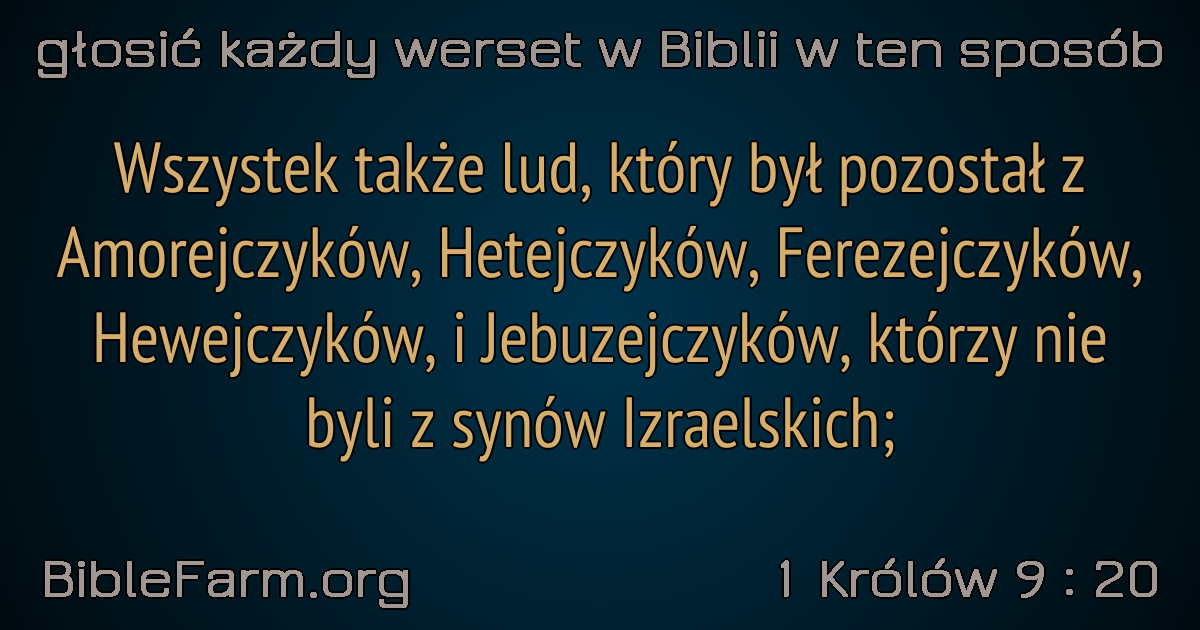 głosić każdy werset w Biblii w ten sposób
Wszystek także lud, który był pozostał z
Amorejczyków, Hetejczyków, Ferezejczyków,
Hewejczyków, i Jebuzejczyków, którzy nie
byli z synów Izraelskich;
BibleFarm.org
1 Królów 9 : 20